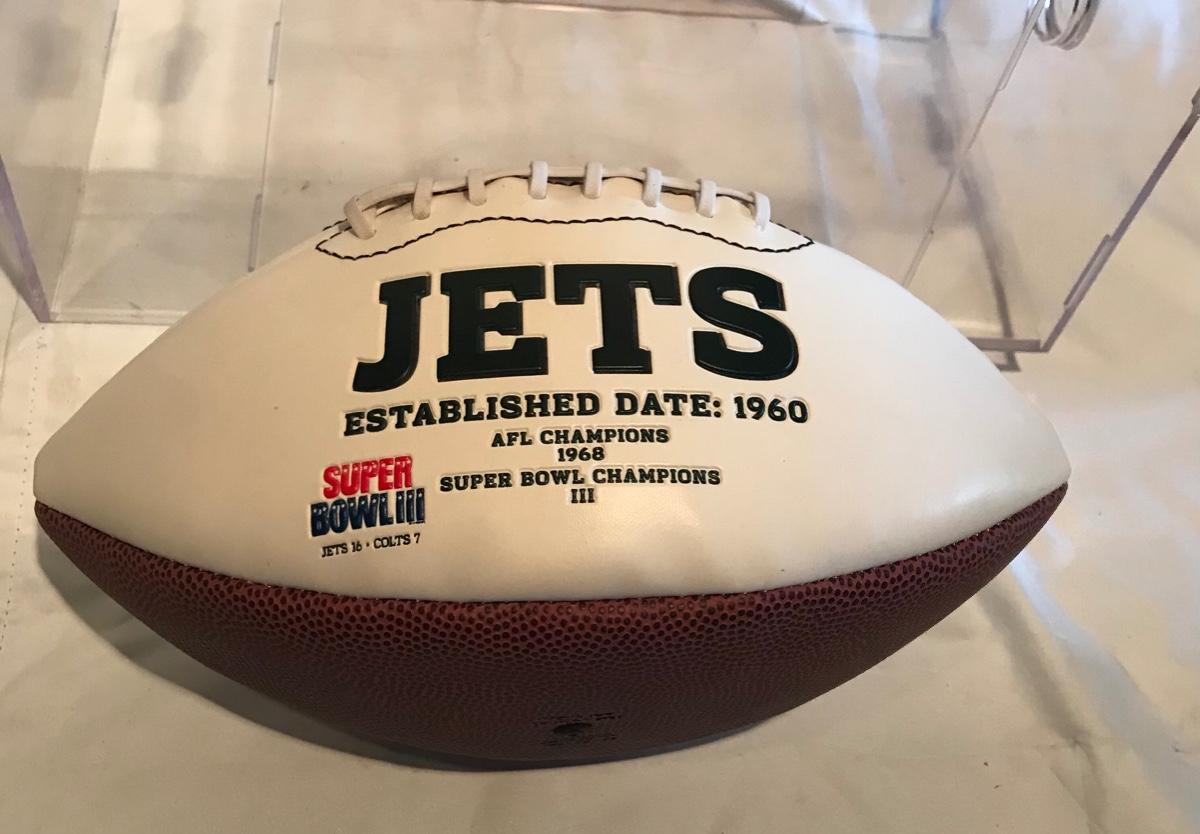 JETS
ESTABLISHED DATE: 1960
AFL CHAMPIONS
1968
SUPER BOWL CHAMPIONS
III
SUPER
BOWL III
JETS 16 • COLTS 7